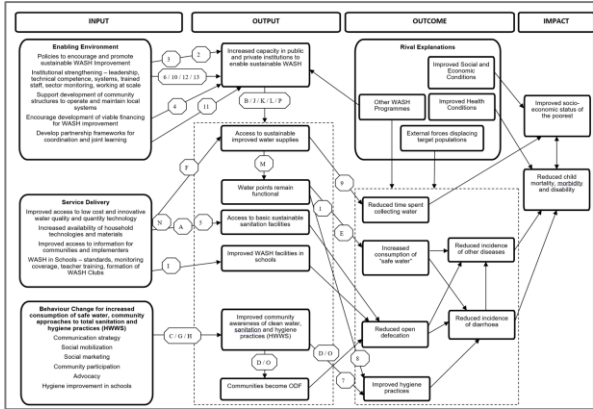 INPUT
OUTPUT
OUTCOME
IMPACT
Enabling Environment
Policies to encourage and promote
sustainable WASH Improvement
Institutional strengthening – leadership,
technical competence, systems, trained
staff, sector monitoring, working at scale
Support development of community
structures to operate and maintain local
systems
Encourage development of viable financing
for WASH improvement
Develop partnership frameworks for
coordination and joint learning
3
2
6 / 10 / 12 / 13
4
11
Increased capacity in public
and private institutions to
enable sustainable WASH
B / J / K / L / P
Rival Explanations
Improved Social and
Economic
Conditions
Other WASH
Programmes
Improved Health
Conditions
External forces displacing
target populations
Improved socio-
economic status of
the poorest
Reduced child
mortality, morbidity
and disability
Service Delivery
Improved access to low cost and innovative
water quality and quantity technology
Increased availability of household
technologies and materials
Improved access to information for
communities and implementers
WASH in Schools – standards, monitoring
coverage, teacher training, formation of
WASH Clubs
F
N
A
5
I
Access to sustainable
improved water supplies
M
Water points remain
functional
Access to basic sustainable
sanitation facilities
Improved WASH facilities in
schools
9
1
E
Reduced time spent
collecting water
Increased
consumption of
"safe water"
Reduced incidence
of other diseases
Reduced incidence
of diarrhoea
Reduced open
defecation
Improved hygiene
practices
Behaviour Change for increased
consumption of safe water, community
approaches to total sanitation and
hygiene practices (HWWS)
Communication strategy
Social mobilization
Social marketing
Community participation
Advocacy
Hygiene improvement in schools
C / G / H
Improved community
awareness of clean water,
sanitation and hygiene
practices (HWWS)
D / O
D / O
8
7
Communities become ODF